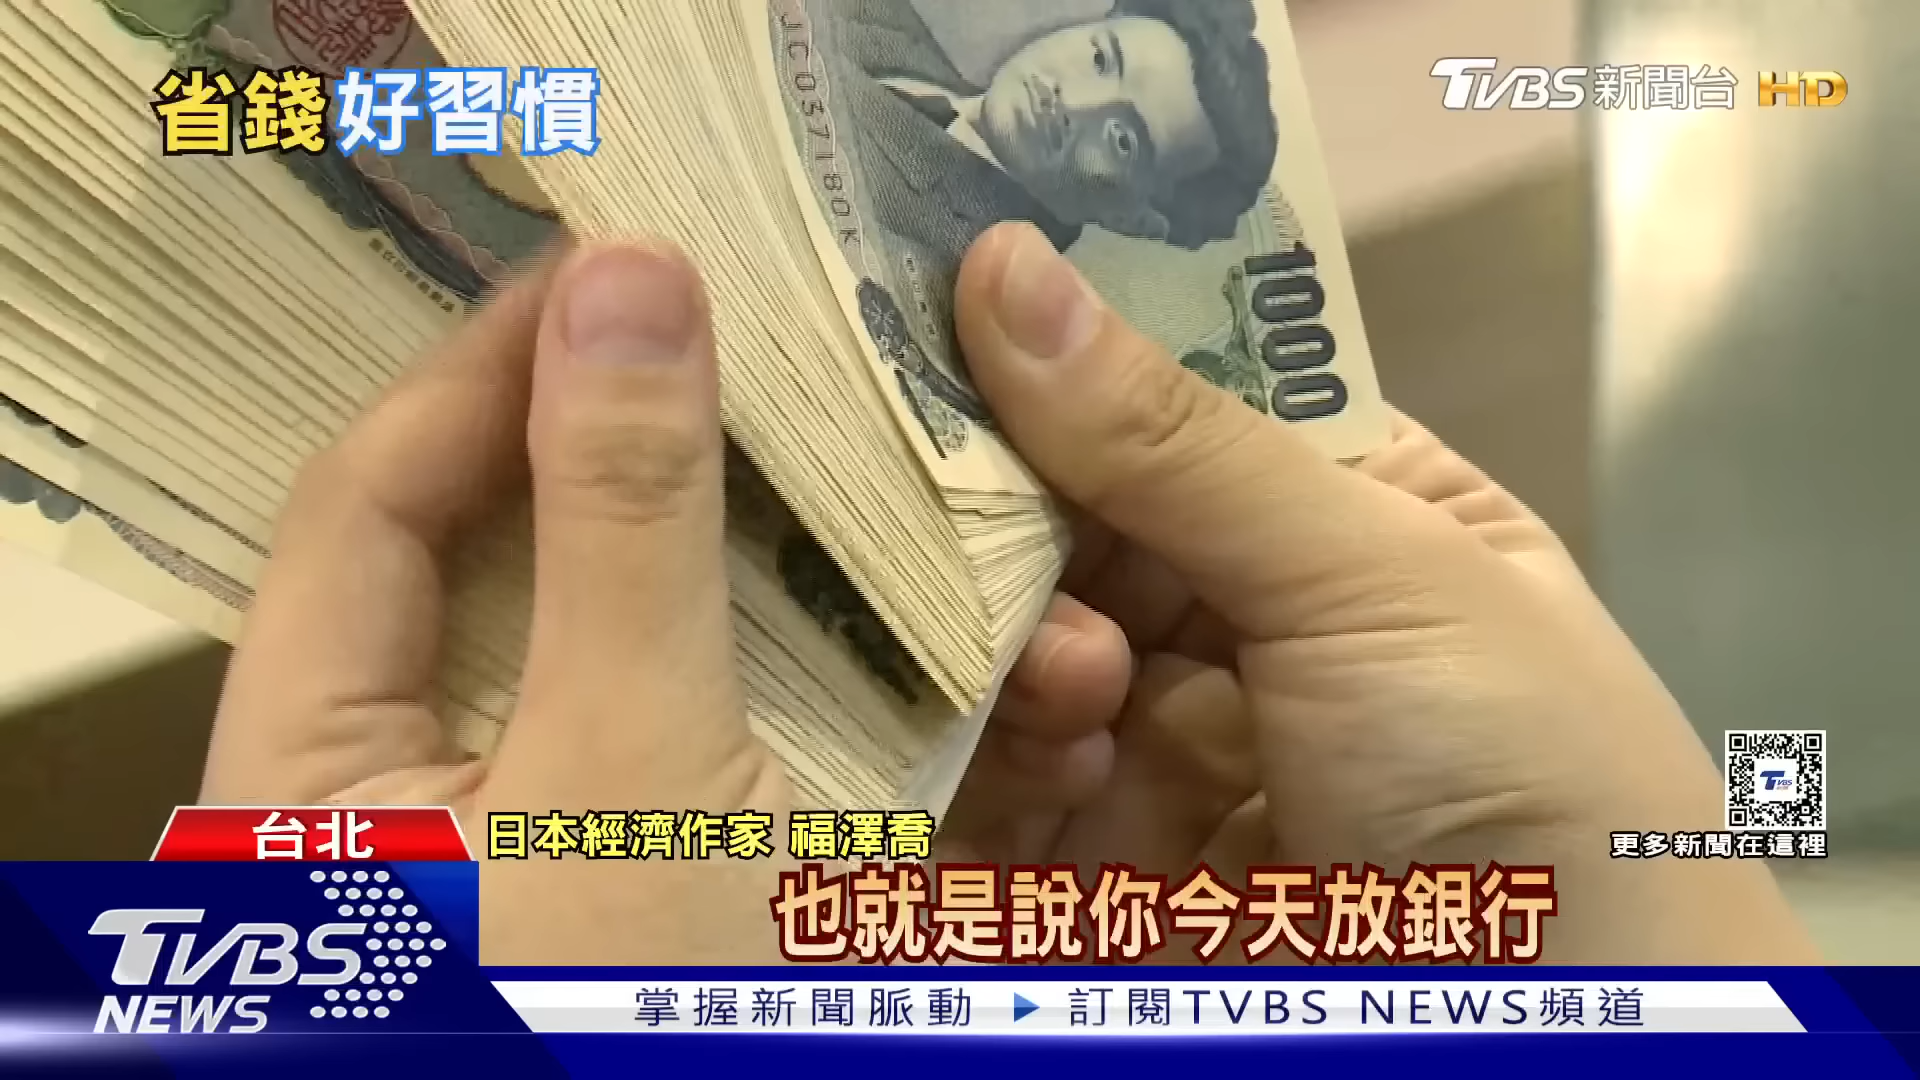 省錢好習慣
TVBS新聞台 HD
JC037180K
1000
台北
日本經濟作家 福澤喬
也就是說你今天放銀行
TVBS
更多新聞在這裡
TVBS
NEWS
掌握新聞脈動 ▶ 訂閱TVBS NEWS頻道